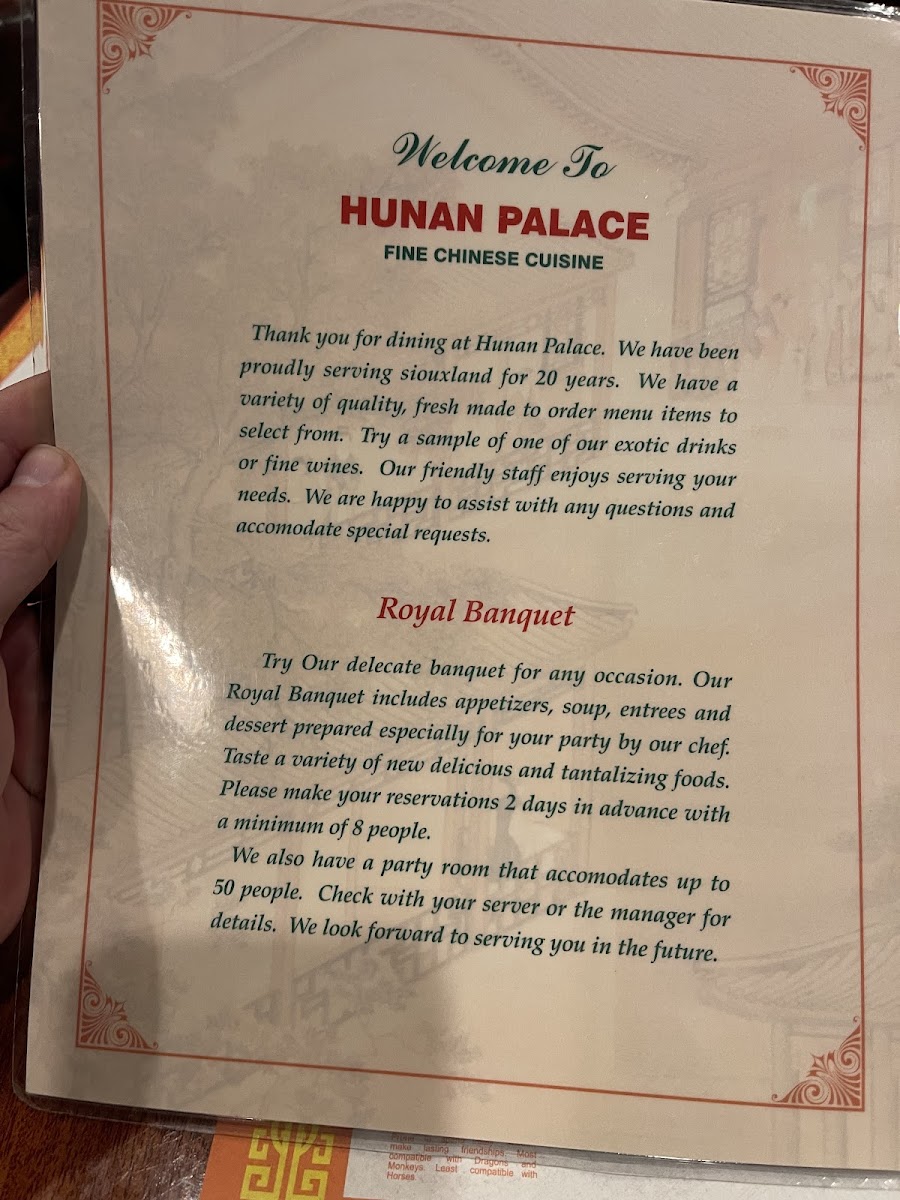 Welcome To
HUNAN PALACE
FINE CHINESE CUISINE
Thank you for dining at Hunan Palace. We have been
proudly serving siouxland for 20 years. We have a
variety of quality, fresh made to order menu items to
select from. Try a sample of one of our exotic drinks
or fine wines. Our friendly staff enjoys serving your
needs. We are happy to assist with any questions and
accomodate special requests.
Royal Banquet
Try Our delecate banquet for any occasion. Our
Royal Banquet includes appetizers, soup, entrees and
dessert prepared especially for your party by our chef.
Taste a variety of new delicious and tantalizing foods.
Please make your reservations 2 days in advance with
a minimum of 8 people.
We also have a party room that accomodates up to
50 people. Check with your server or the manager for
details. We look forward to serving you in the future.
make lasting friendships. Most
compatible with Dragons and
Monkeys. Least compatible with
Horses.